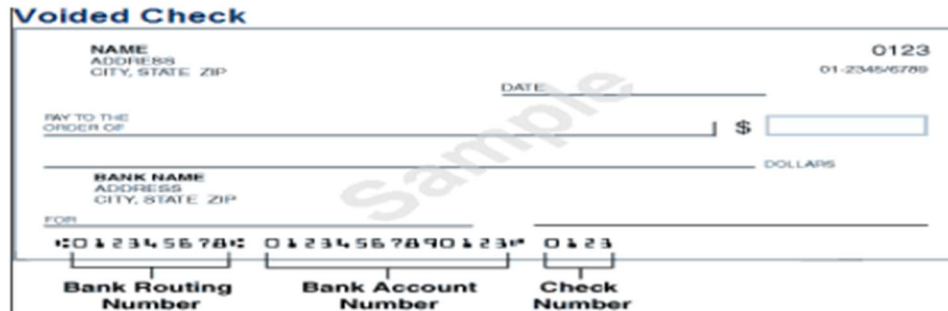 Voided Check
NAME
ADDRESS
CITY, STATE ZIP
0123
01-2345/6789
DATE
PAY TO THE
ORDER OF
$
DOLLARS
Sample
BANK NAME
ADDRESS
CITY, STATE ZIP
FOR
⑆012345678⑆ 01234567890123⑈ 0123
Bank Routing Number
Bank Account Number
Check Number